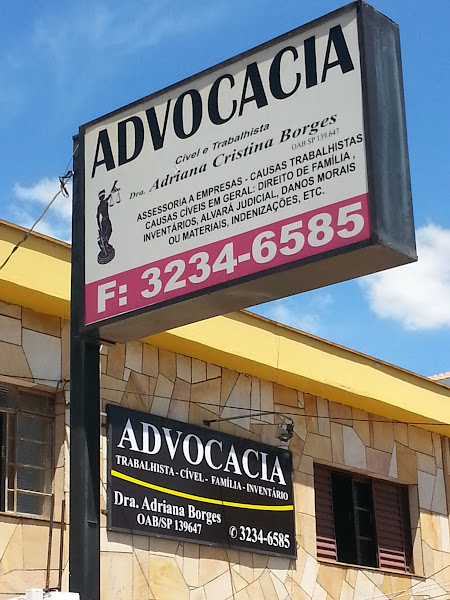 ADVOCACIA
Cível e Trabalhista
Dra. Adriana Cristina Borges
OAB SP 139.647
ASSESSORIA A EMPRESAS - CAUSAS TRABALHISTAS
CAUSAS CÍVEIS EM GERAL: DIREITO DE FAMÍLIA,
INVENTÁRIOS, ALVARÁ JUDICIAL, DANOS MORAIS
OU MATERIAIS, INDENIZAÇÕES, ETC.
F: 3234-6585
ADVOCACIA
TRABALHISTA - CÍVEL - FAMÍLIA - INVENTÁRIO
Dra. Adriana Borges
OAB/SP 139647
3234-6585